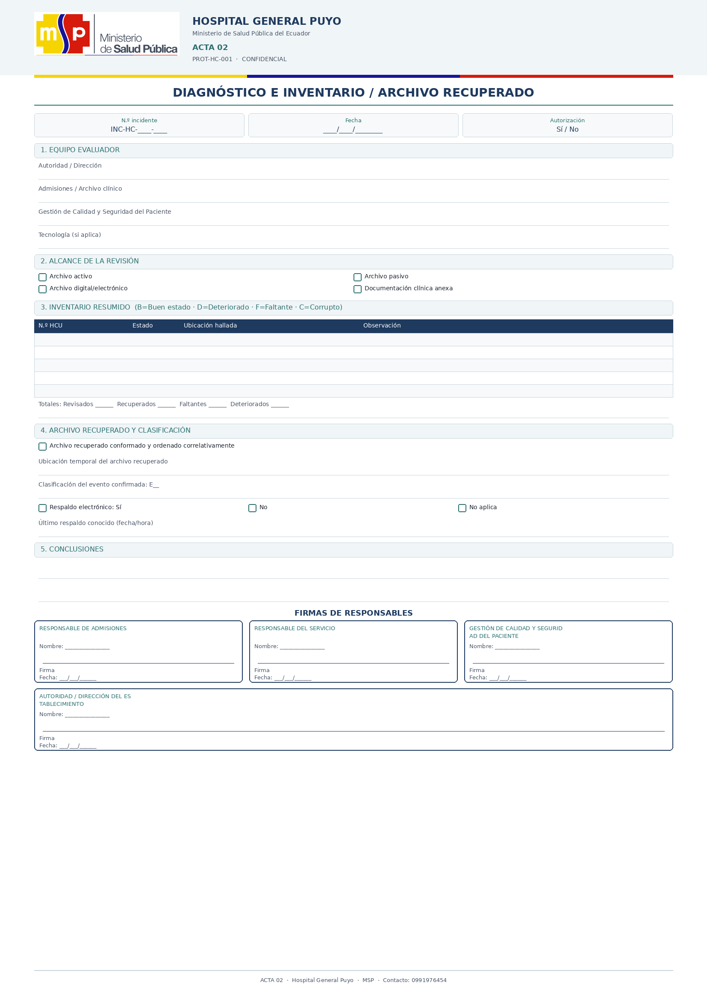 msp
Ministerio
de Salud Pública
HOSPITAL GENERAL PUYO
Ministerio de Salud Pública del Ecuador
ACTA 02
PROT-HC-001 · CONFIDENCIAL
DIAGNÓSTICO E INVENTARIO / ARCHIVO RECUPERADO
N.º incidente
INC-HC-____-____
Fecha
____/____/________
Autorización
Sí / No
1. EQUIPO EVALUADOR
Autoridad / Dirección
Admisiones / Archivo clínico
Gestión de Calidad y Seguridad del Paciente
Tecnología (si aplica)
2. ALCANCE DE LA REVISIÓN
Archivo activo
Archivo pasivo
Archivo digital/electrónico
Documentación clínica anexa
3. INVENTARIO RESUMIDO (B=Buen estado · D=Deteriorado · F=Faltante · C=Corrupto)
N.º HCU Estado Ubicación hallada Observación
Totales: Revisados ______ Recuperados ______ Faltantes ______ Deteriorados ______
4. ARCHIVO RECUPERADO Y CLASIFICACIÓN
Archivo recuperado conformado y ordenado correlativamente
Ubicación temporal del archivo recuperado
Clasificación del evento confirmada: E__
Respaldo electrónico: Sí
No
No aplica
Último respaldo conocido (fecha/hora)
5. CONCLUSIONES
FIRMAS DE RESPONSABLES
RESPONSABLE DE ADMISIONES
Nombre: ________________
Firma
Fecha: ___/___/______
RESPONSABLE DEL SERVICIO
Nombre: ________________
Firma
Fecha: ___/___/______
GESTIÓN DE CALIDAD Y SEGURID
AD DEL PACIENTE
Nombre: ________________
Firma
Fecha: ___/___/______
AUTORIDAD / DIRECCIÓN DEL ES
TABLECIMIENTO
Nombre: ________________
Firma
Fecha: ___/___/______
ACTA 02 · Hospital General Puyo · MSP · Contacto: 0991976454